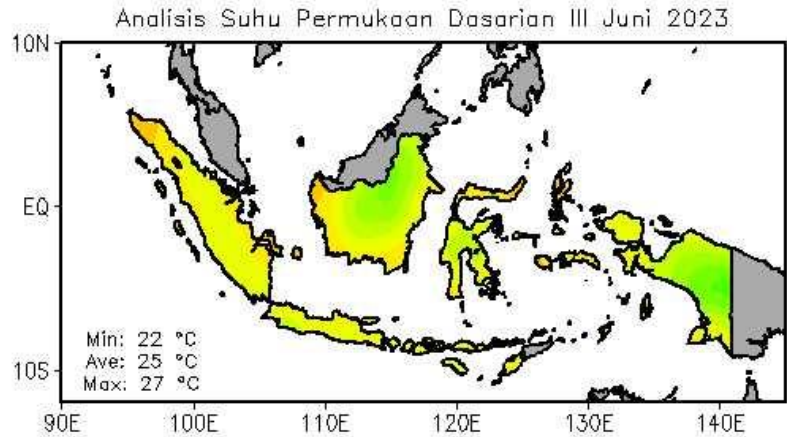 Analisis Suhu Permukaan Dasarian III Juni 2023
10N
EQ
10S
Min: 22 °C
Ave: 25 °C
Max: 27 °C
90E 100E 110E 120E 130E 140E